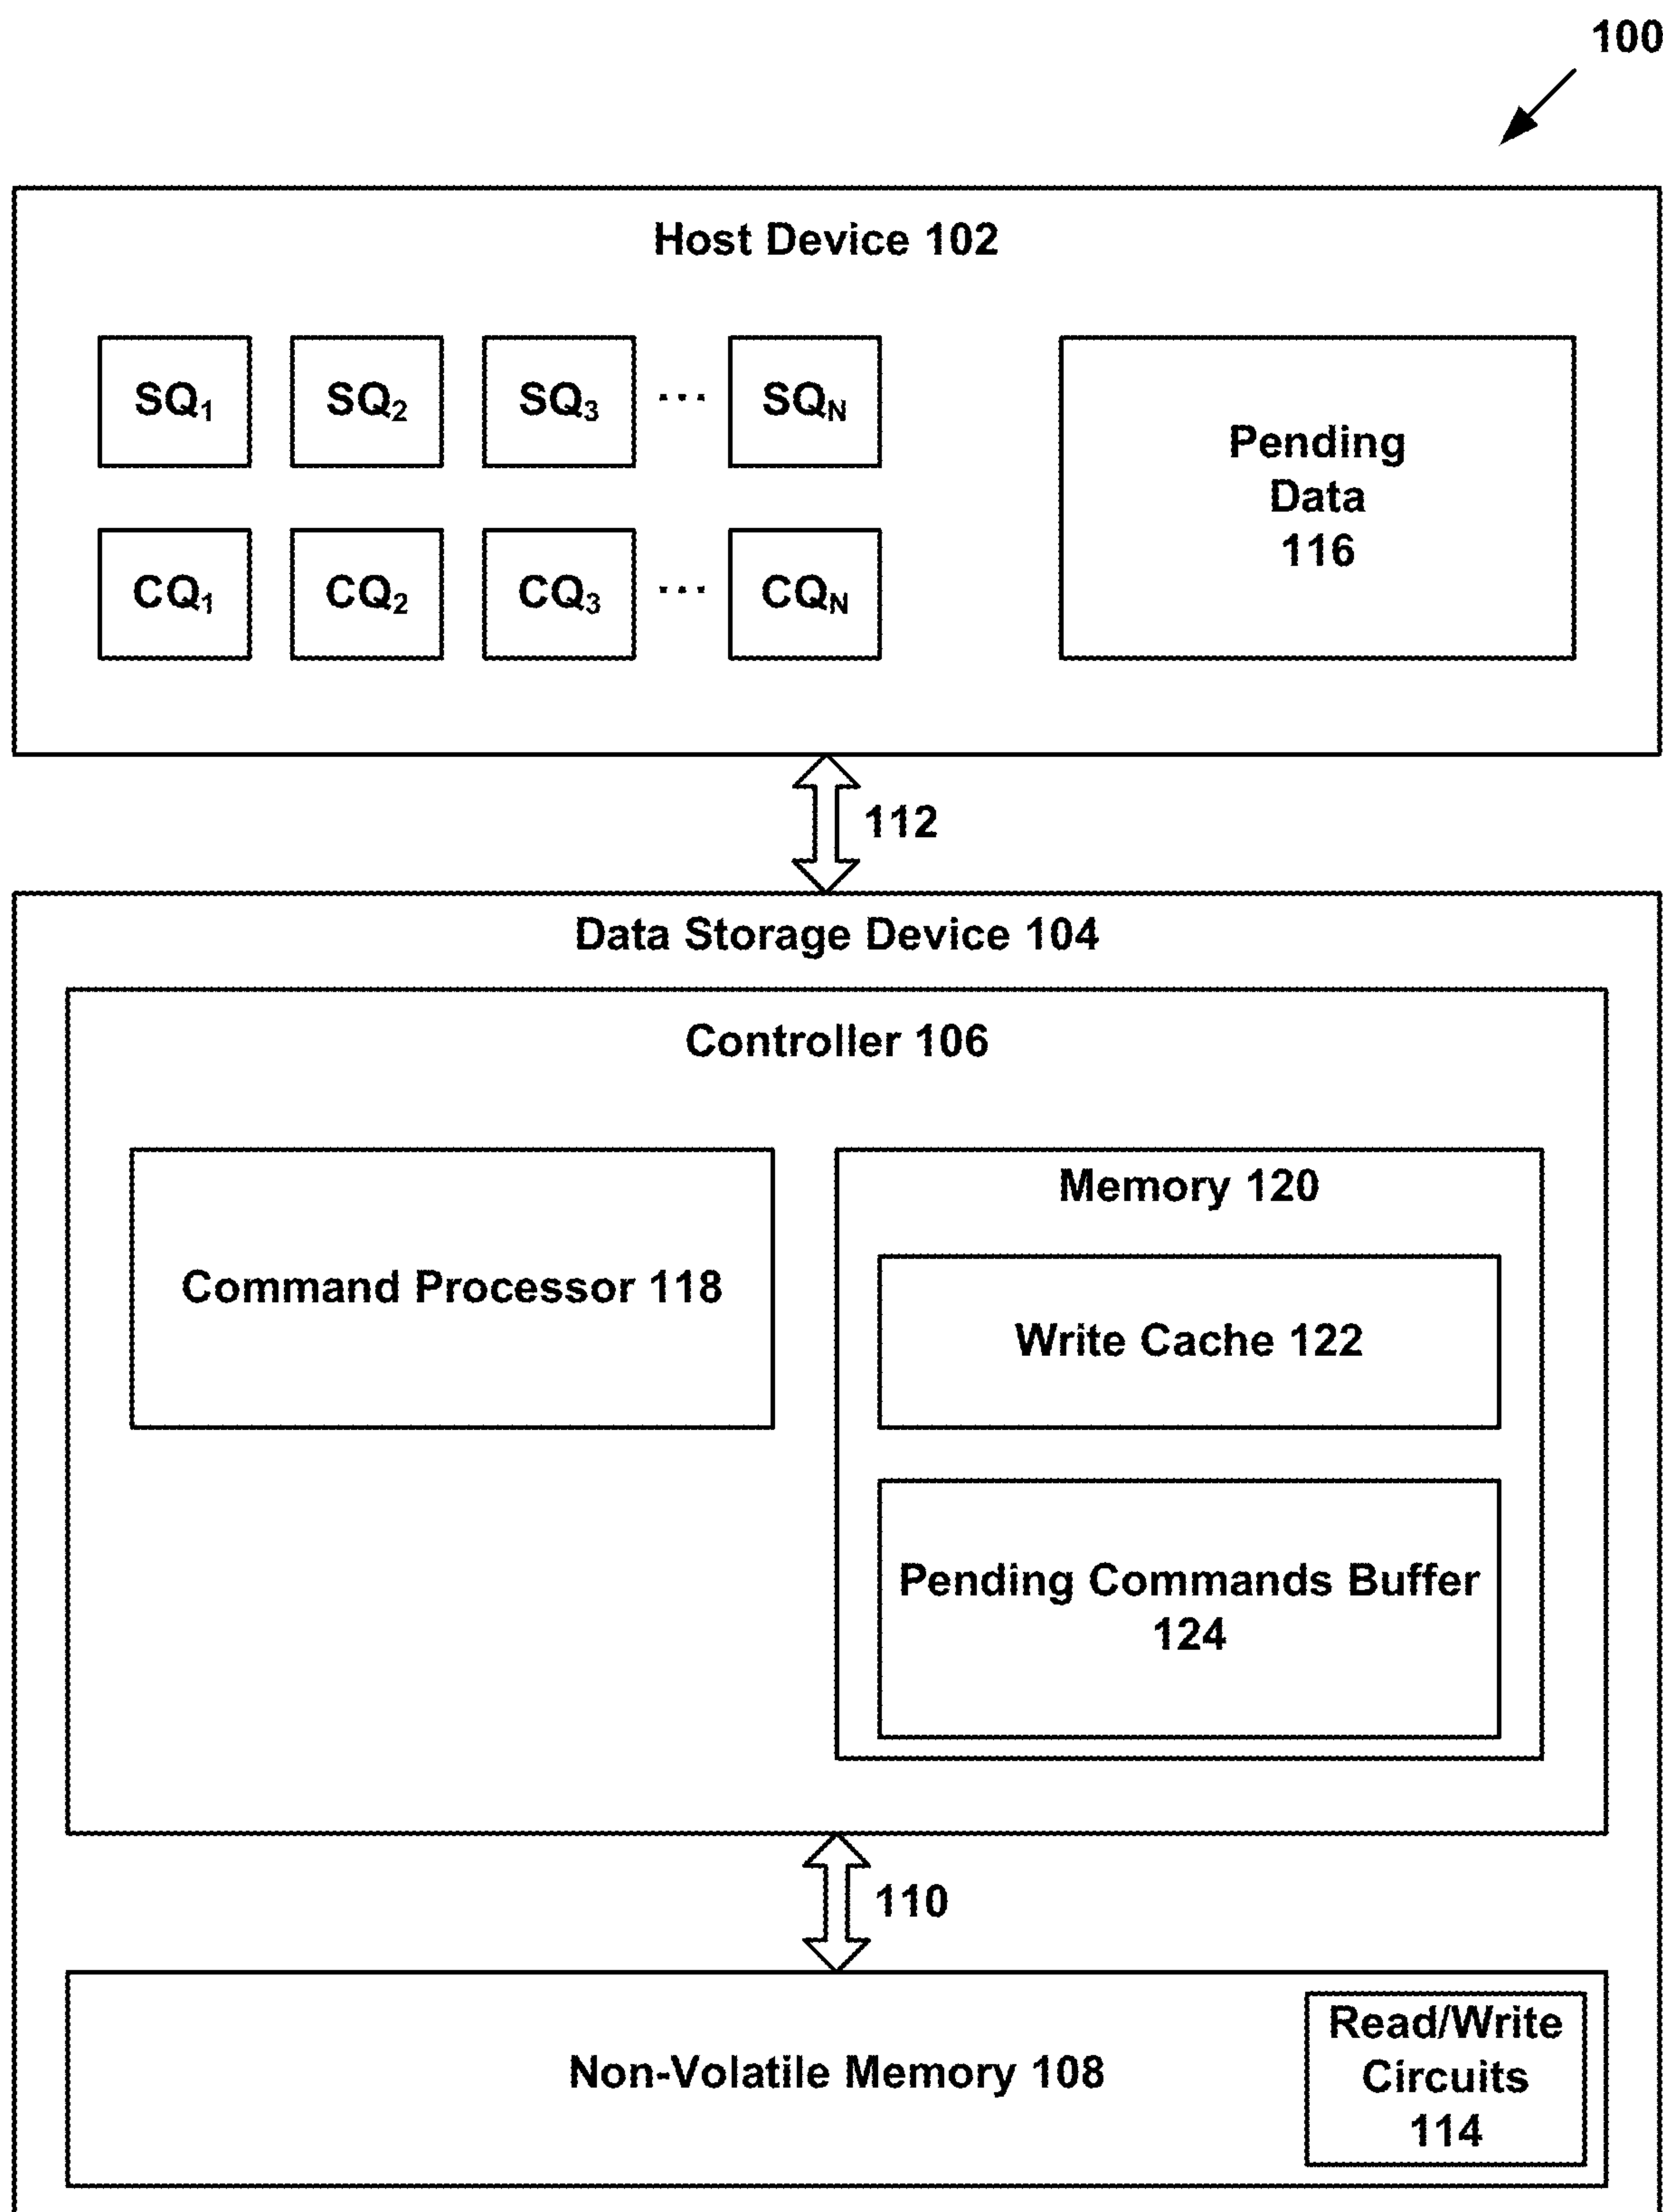 100
Host Device 102
SQ₁ SQ₂ SQ₃ ... SQ_N
Pending
Data
116
CQ₁ CQ₂ CQ₃ ... CQ_N
112
Data Storage Device 104
Controller 106
Command Processor 118
Memory 120
Write Cache 122
Pending Commands Buffer
124
110
Non-Volatile Memory 108
Read/Write
Circuits
114